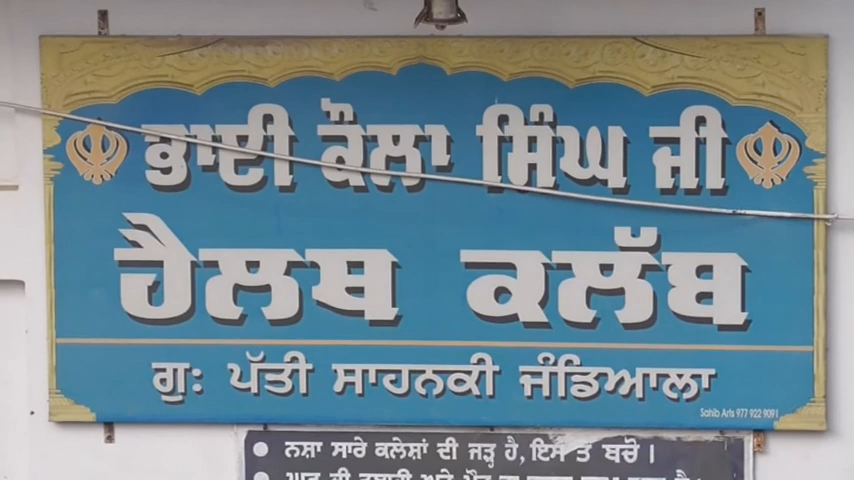 ਭਾਈ ਕੌਲਾ ਸਿੰਘ ਜੀ
ਹੈਲਥ ਕਲੱਬ
ਗੁ: ਪੱਤੀ ਸਾਹਨਕੀ ਜੰਡਿਆਲਾ
Sahib Arts 977 922 9091
ਨਸ਼ਾ ਸਾਰੇ ਕਲੇਸ਼ਾਂ ਦੀ ਜੜ੍ਹ ਹੈ, ਇਸ ਤੋਂ ਬਚੋ।